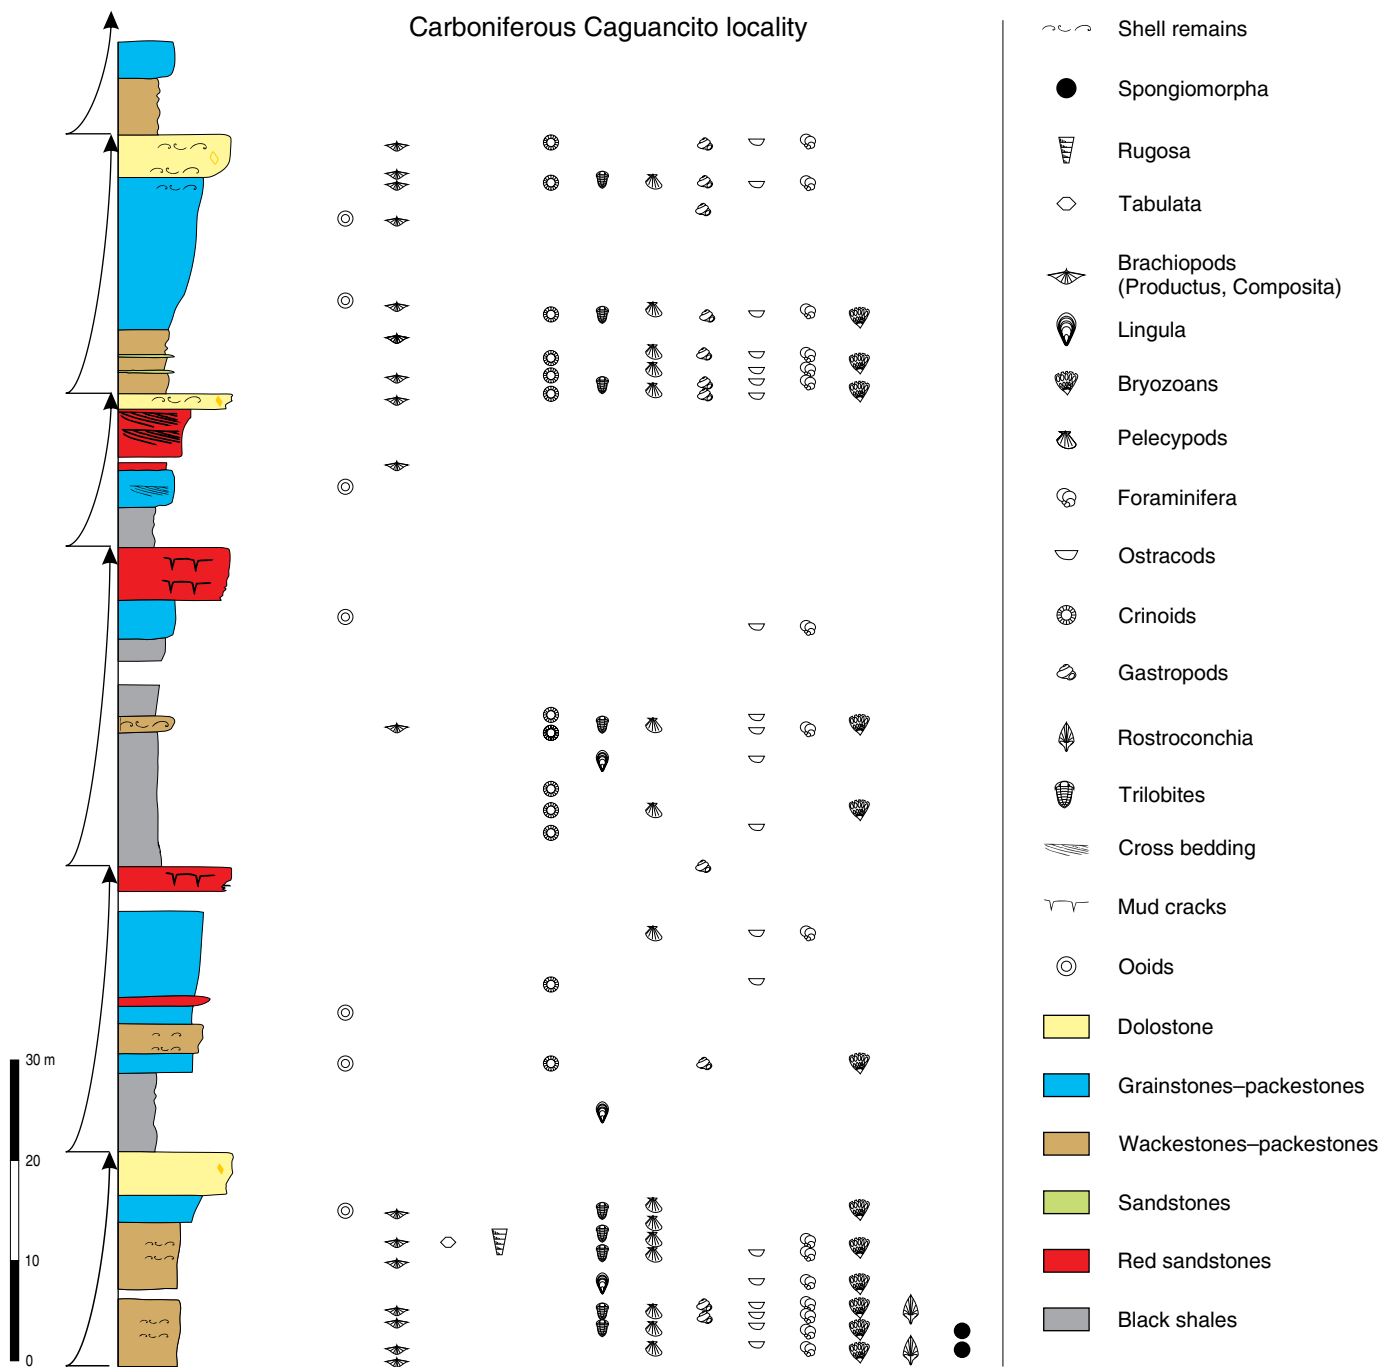 Carboniferous Caguancito locality
Shell remains
Spongiomorpha
Rugosa
Tabulata
Brachiopods
(Productus, Composita)
Lingula
Bryozoans
Pelecypods
Foraminifera
Ostracods
Crinoids
Gastropods
Rostroconchia
Trilobites
Cross bedding
Mud cracks
Ooids
Dolostone
Grainstones–packestones
Wackestones–packestones
Sandstones
Red sandstones
Black shales
30 m
20
10
0